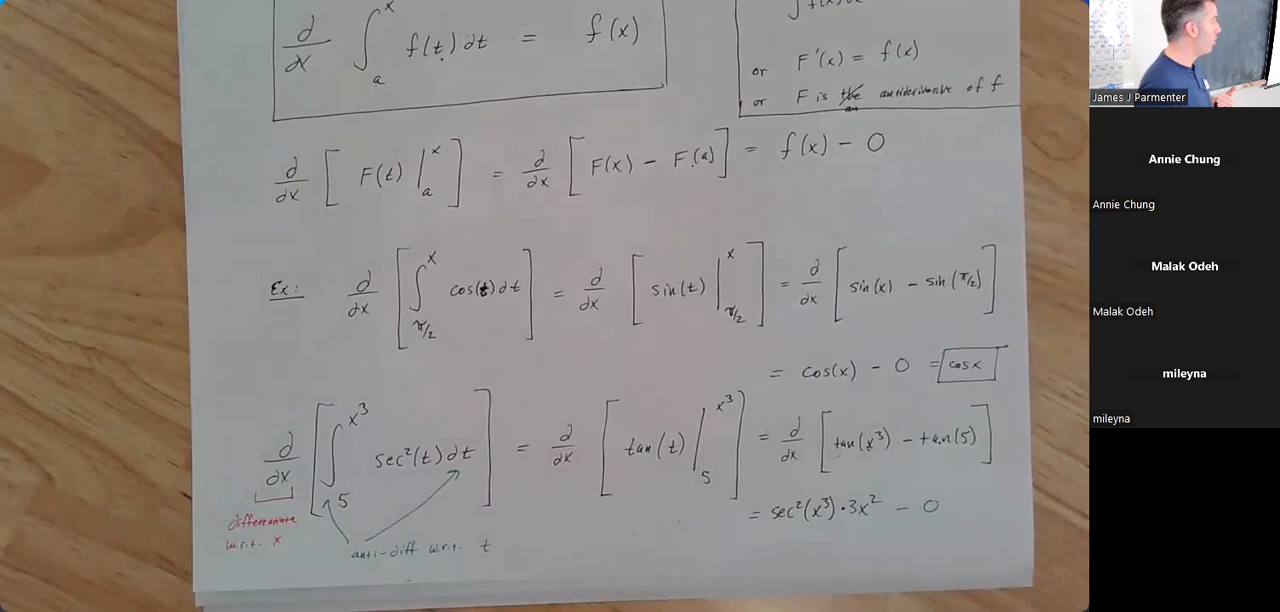 d/dx ∫ₐˣ f(t) dt = f(x)
∫ f(x) dx
or F'(x) = f(x)
or F is the an antiderivative of f
d/dx [ F(t) |ₐˣ ] = d/dx [ F(x) − F(a) ] = f(x) − 0
Ex: d/dx [ ∫_{π/2}^{x} cos(t) dt ] = d/dx [ sin(t) |_{π/2}^{x} ] = d/dx [ sin(x) − sin(π/2) ]
= cos(x) − 0 = cos x
d/dx [ ∫_5^{x³} sec²(t) dt ] = d/dx [ tan(t) |_5^{x³} ] = d/dx [ tan(x³) − tan(5) ]
= sec²(x³) · 3x² − 0
differentiate
w.r.t. x
anti-diff w.r.t. t
James J Parmenter
Annie Chung
Annie Chung
Malak Odeh
Malak Odeh
mileyna
mileyna